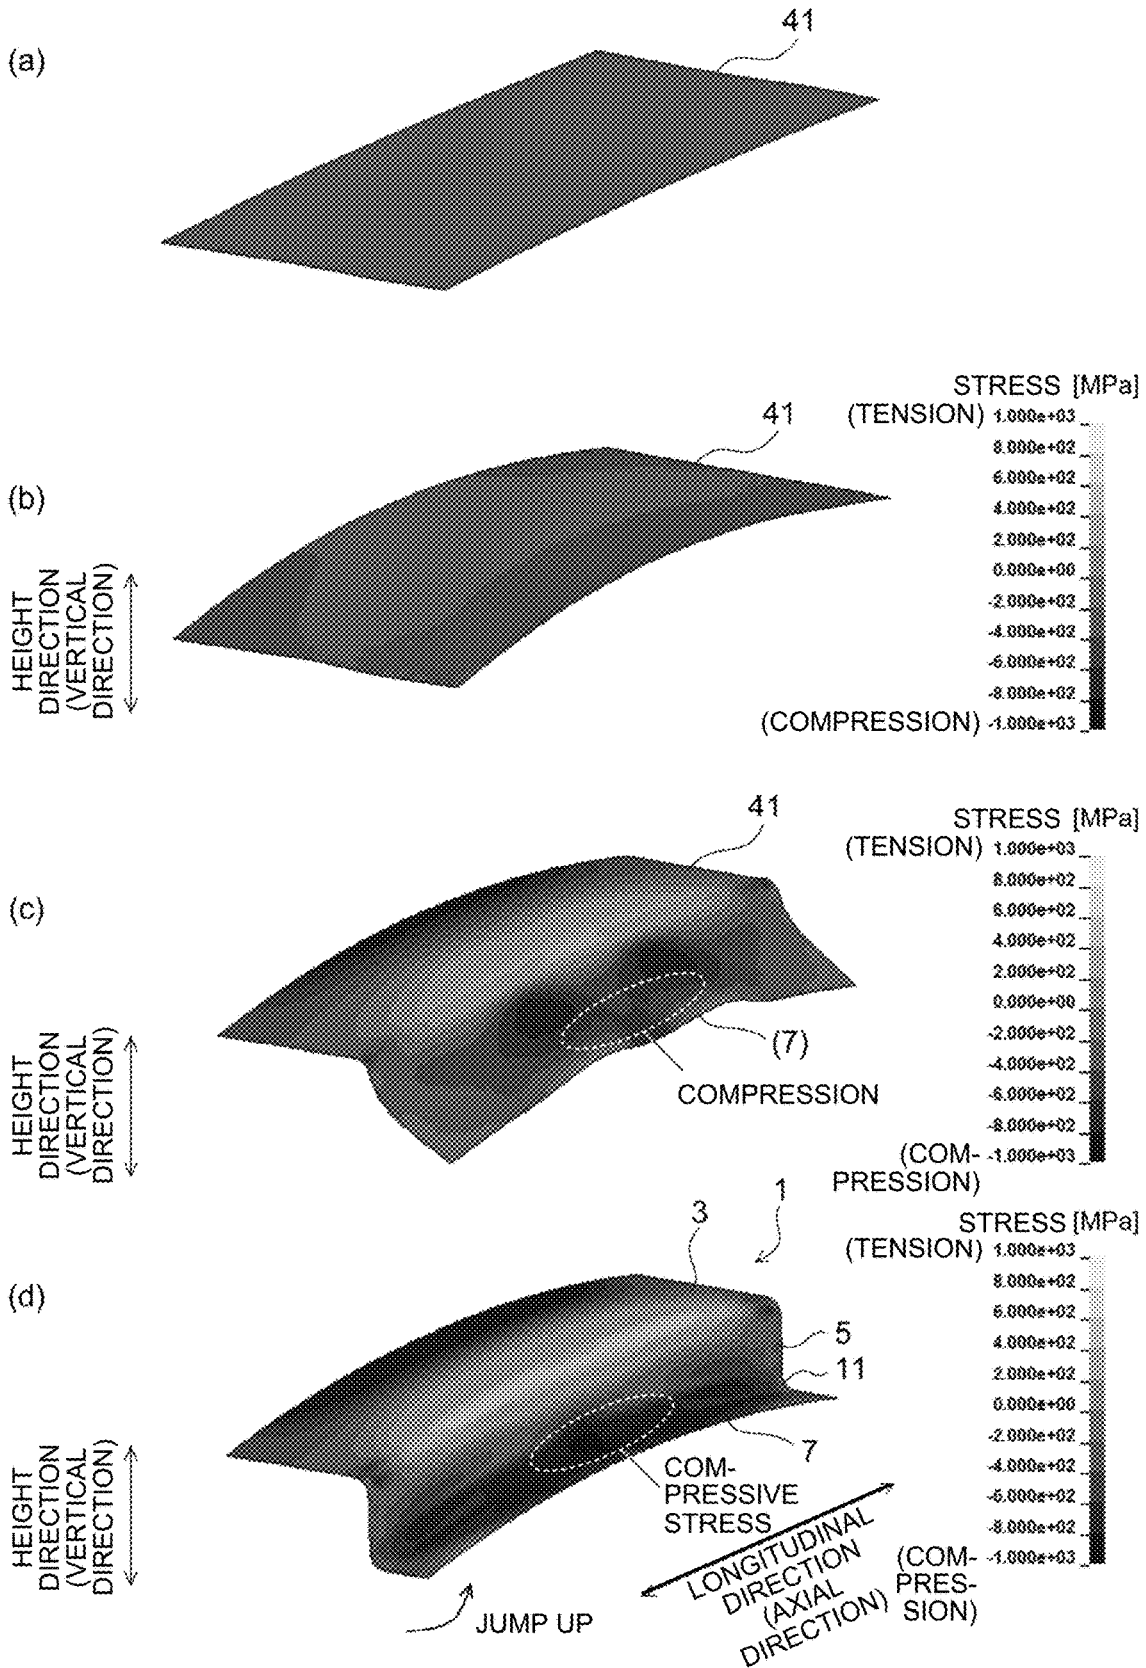 (a)
41
STRESS [MPa]
(TENSION) 1.000e+03
8.000e+02
6.000e+02
4.000e+02
2.000e+02
0.000e+00
-2.000e+02
-4.000e+02
-6.000e+02
-8.000e+02
(COMPRESSION) -1.000e+03
41
(b)
HEIGHT
DIRECTION
(VERTICAL
DIRECTION)
41
STRESS [MPa]
(TENSION) 1.000e+03
8.000e+02
6.000e+02
4.000e+02
2.000e+02
0.000e+00
-2.000e+02
-4.000e+02
-6.000e+02
-8.000e+02
(COM-
PRESSION)
-1.000e+03
(c)
(7)
COMPRESSION
HEIGHT
DIRECTION
(VERTICAL
DIRECTION)
1
3
STRESS [MPa]
(TENSION) 1.000e+03
8.000e+02
6.000e+02
4.000e+02
2.000e+02
0.000e+00
-2.000e+02
-4.000e+02
-6.000e+02
-8.000e+02
-1.000e+03
(COM-
PRES-
SION)
(d)
5
11
7
COM-
PRESSIVE
STRESS
HEIGHT
DIRECTION
(VERTICAL
DIRECTION)
LONGITUDINAL
DIRECTION
(AXIAL
DIRECTION)
JUMP UP